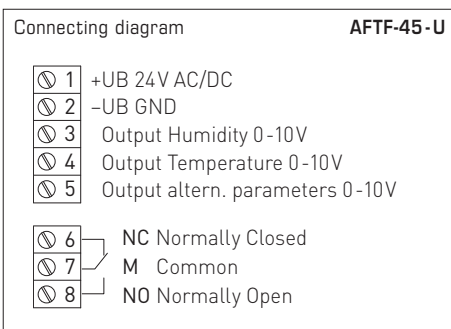 Connecting diagram AFTF-45-U
1 +UB 24V AC/DC
2 –UB GND
3 Output Humidity 0-10V
4 Output Temperature 0-10V
5 Output altern. parameters 0-10V
6 NC Normally Closed
7 M Common
8 NO Normally Open